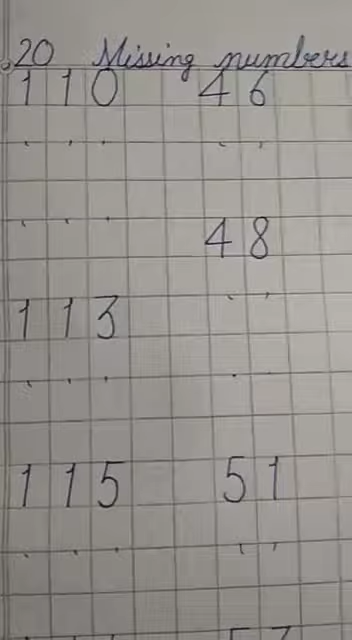 .20 Missing numbers
110 46
. . . . .
. . . 48
113 . .
. . . . .
115 51
. . . . .